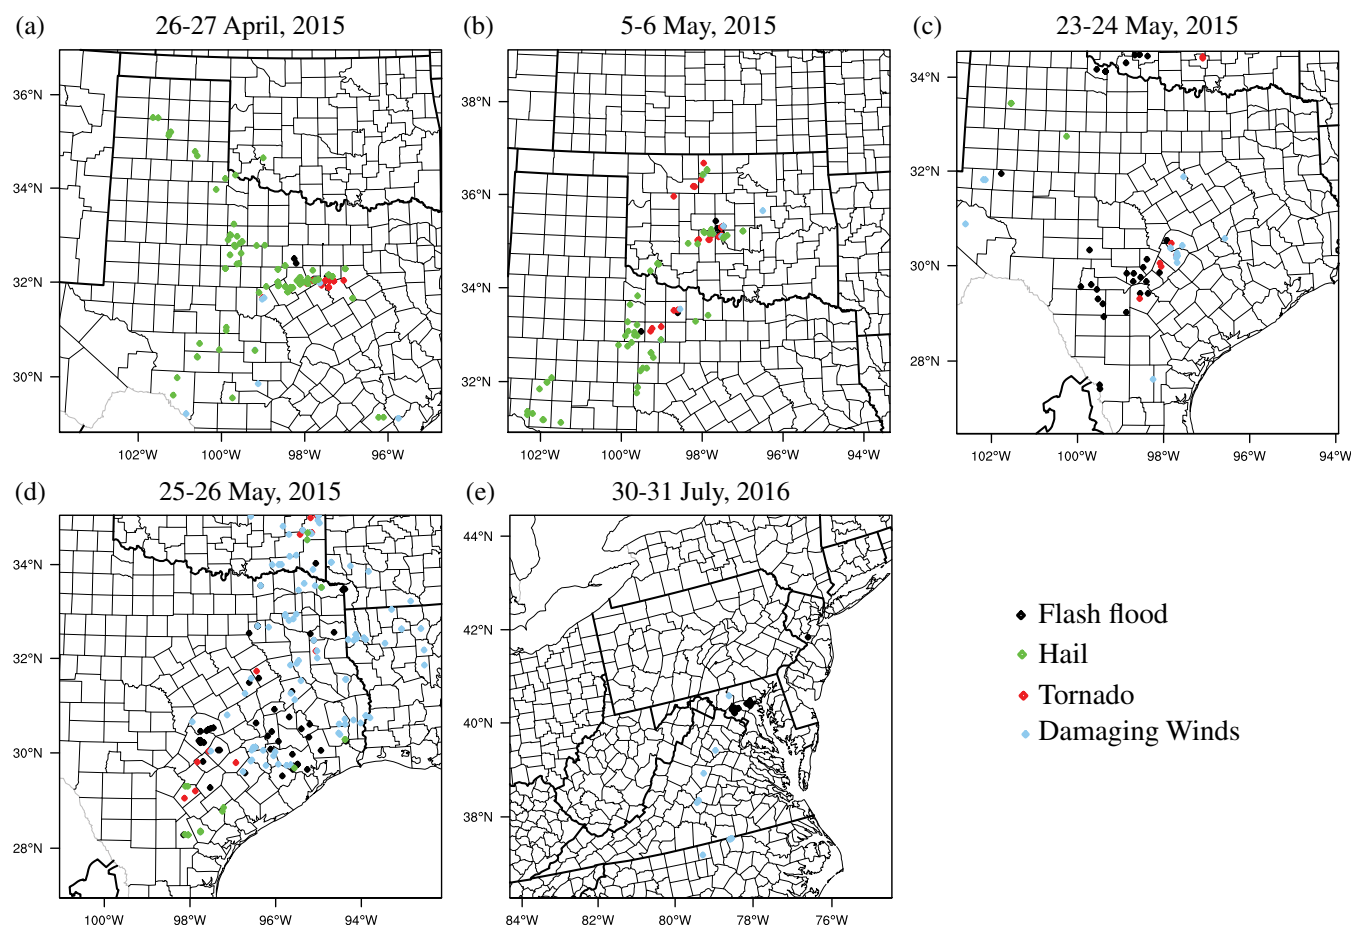 (a) 26-27 April, 2015
36°N
34°N
32°N
30°N
102°W 100°W 98°W 96°W
(b) 5-6 May, 2015
38°N
36°N
34°N
32°N
102°W 100°W 98°W 96°W 94°W
(c) 23-24 May, 2015
34°N
32°N
30°N
28°N
102°W 100°W 98°W 96°W 94°W
(d) 25-26 May, 2015
34°N
32°N
30°N
28°N
100°W 98°W 96°W 94°W
(e) 30-31 July, 2016
44°N
42°N
40°N
38°N
84°W 82°W 80°W 78°W 76°W
Flash flood
Hail
Tornado
Damaging Winds